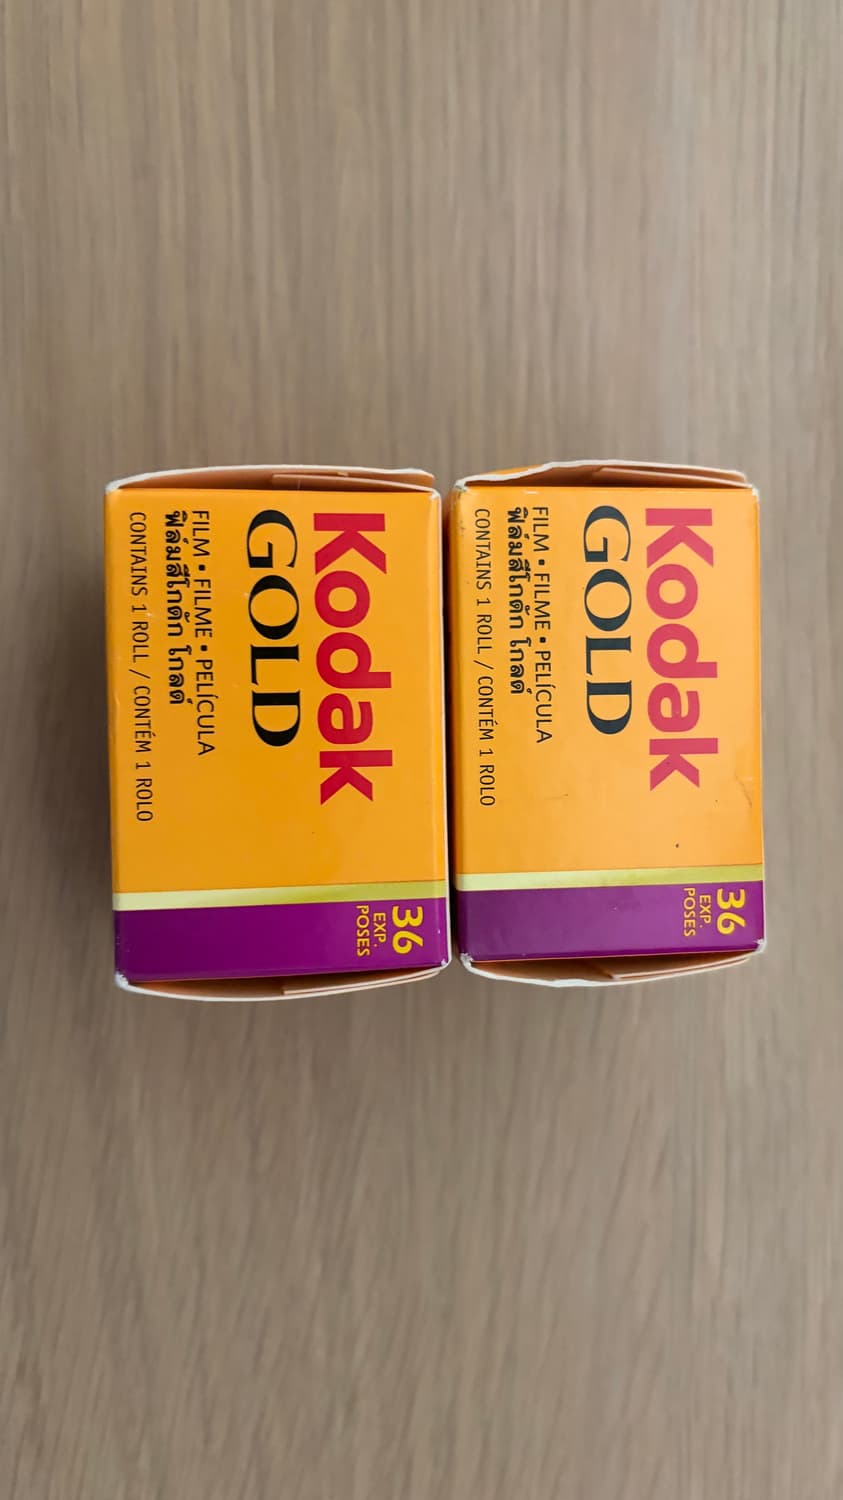 Kodak
GOLD
FILM • FILME • PELÍCULA
ฟิล์มสีโกดัก โกลด์
CONTAINS 1 ROLL / CONTÉM 1 ROLO
36
EXP.
POSES
Kodak
GOLD
FILM • FILME • PELÍCULA
ฟิล์มสีโกดัก โกลด์
CONTAINS 1 ROLL / CONTÉM 1 ROLO
36
EXP.
POSES